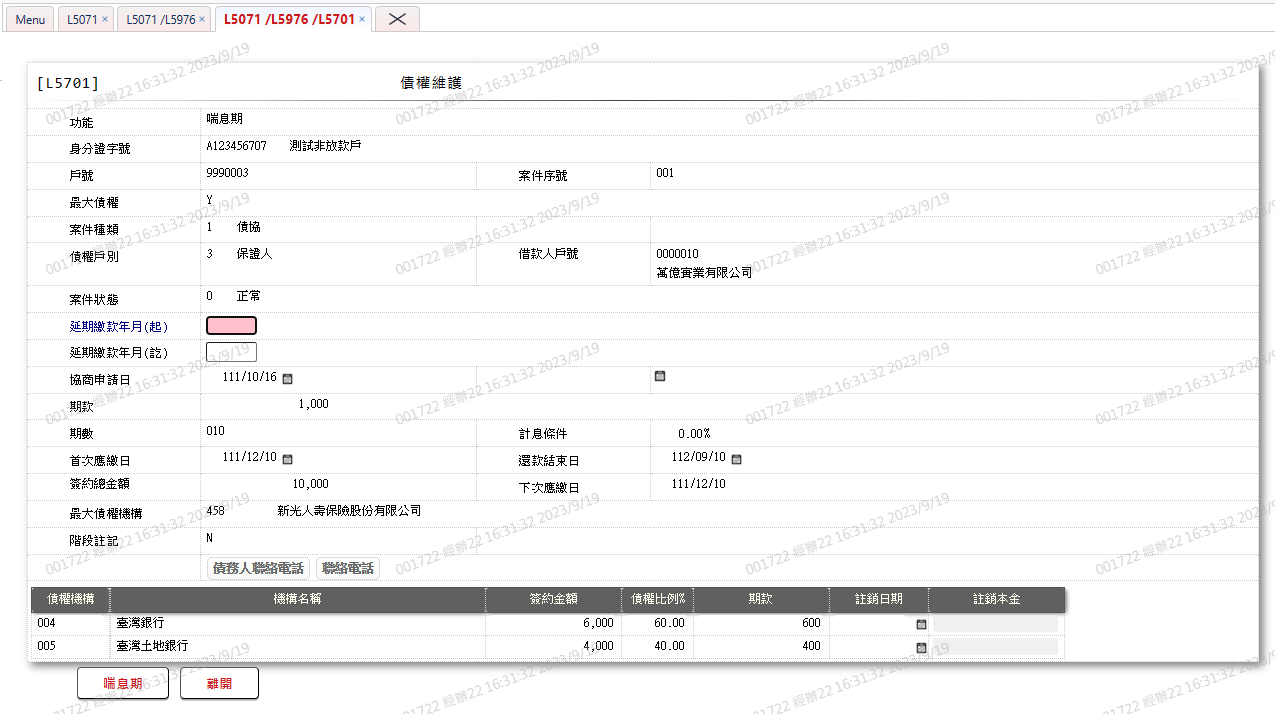 Menu L5071 × L5071 /L5976 × L5071 /L5976 /L5701 ×
[L5701] 債權維護
功能 喘息期
身分證字號 A123456707 測試非放款戶
戶號 9990003 案件序號 001
最大債權 Y
案件種類 1 債協
債權戶別 3 保證人 借款人戶號 0000010
萬億實業有限公司
案件狀態 0 正常
延期繳款年月(起)
延期繳款年月(訖)
協商申請日 111/10/16
期款 1,000
期數 010 計息條件 0.00%
首次應繳日 111/12/10 還款結束日 112/09/10
簽約總金額 10,000 下次應繳日 111/12/10
最大債權機構 458 新光人壽保險股份有限公司
階段註記 N
債務人聯絡電話 聯絡電話
債權機構 機構名稱 簽約金額 債權比例% 期款 註銷日期 註銷本金
004 臺灣銀行 6,000 60.00 600
005 臺灣土地銀行 4,000 40.00 400
喘息期 離開
001722 經辦22 16:31:32 2023/9/19